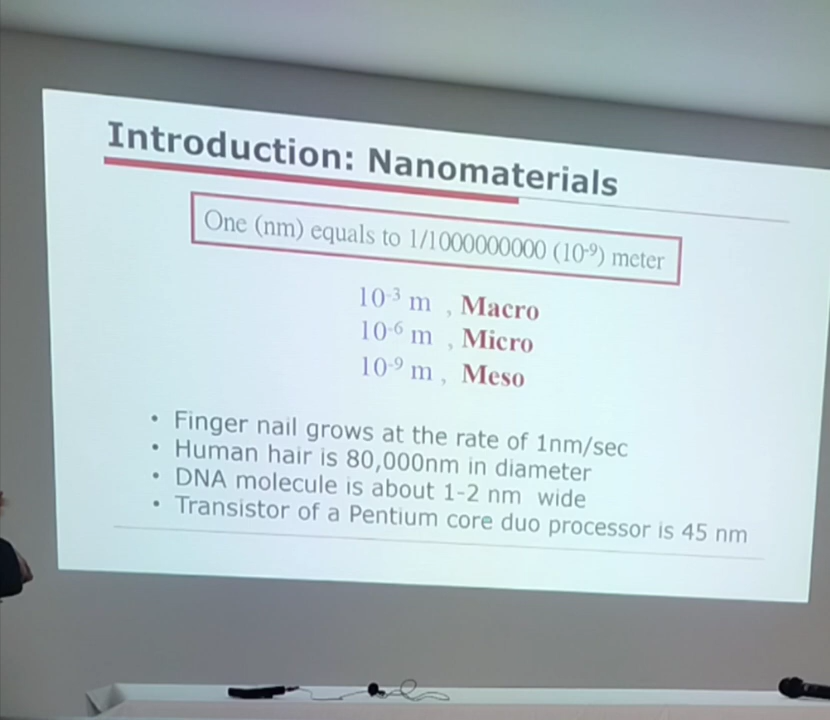 Introduction: Nanomaterials
One (nm) equals to 1/1000000000 (10⁻⁹) meter
10⁻³ m , Macro
10⁻⁶ m , Micro
10⁻⁹ m , Meso
• Finger nail grows at the rate of 1nm/sec
• Human hair is 80,000nm in diameter
• DNA molecule is about 1-2 nm wide
• Transistor of a Pentium core duo processor is 45 nm